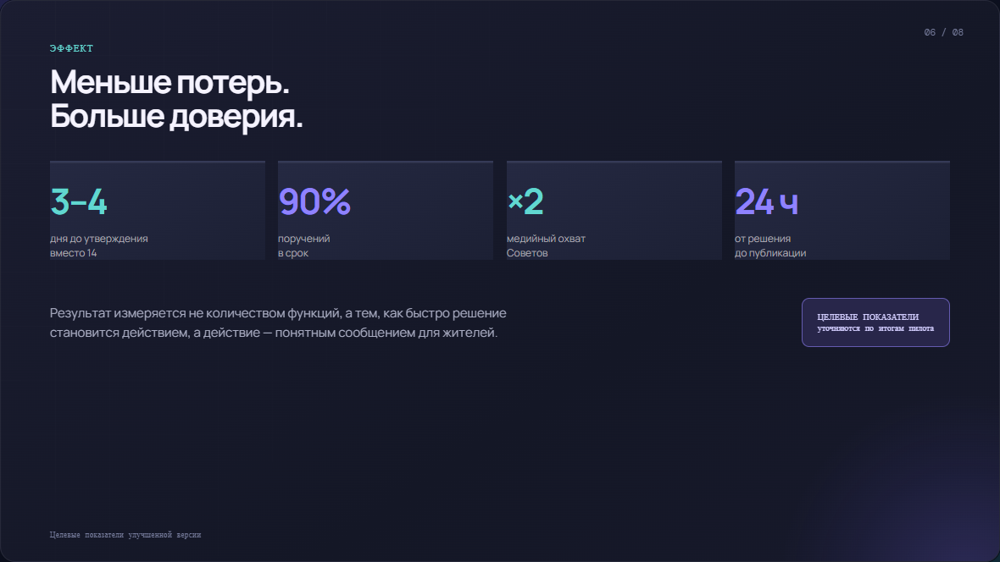 06 / 08
ЭФФЕКТ
Меньше потерь.
Больше доверия.
3–4
дня до утверждения
вместо 14
90%
поручений
в срок
×2
медийный охват
Советов
24 ч
от решения
до публикации
Результат измеряется не количеством функций, а тем, как быстро решение
становится действием, а действие — понятным сообщением для жителей.
ЦЕЛЕВЫЕ ПОКАЗАТЕЛИ
уточняются по итогам пилота
Целевые показатели улучшенной версии